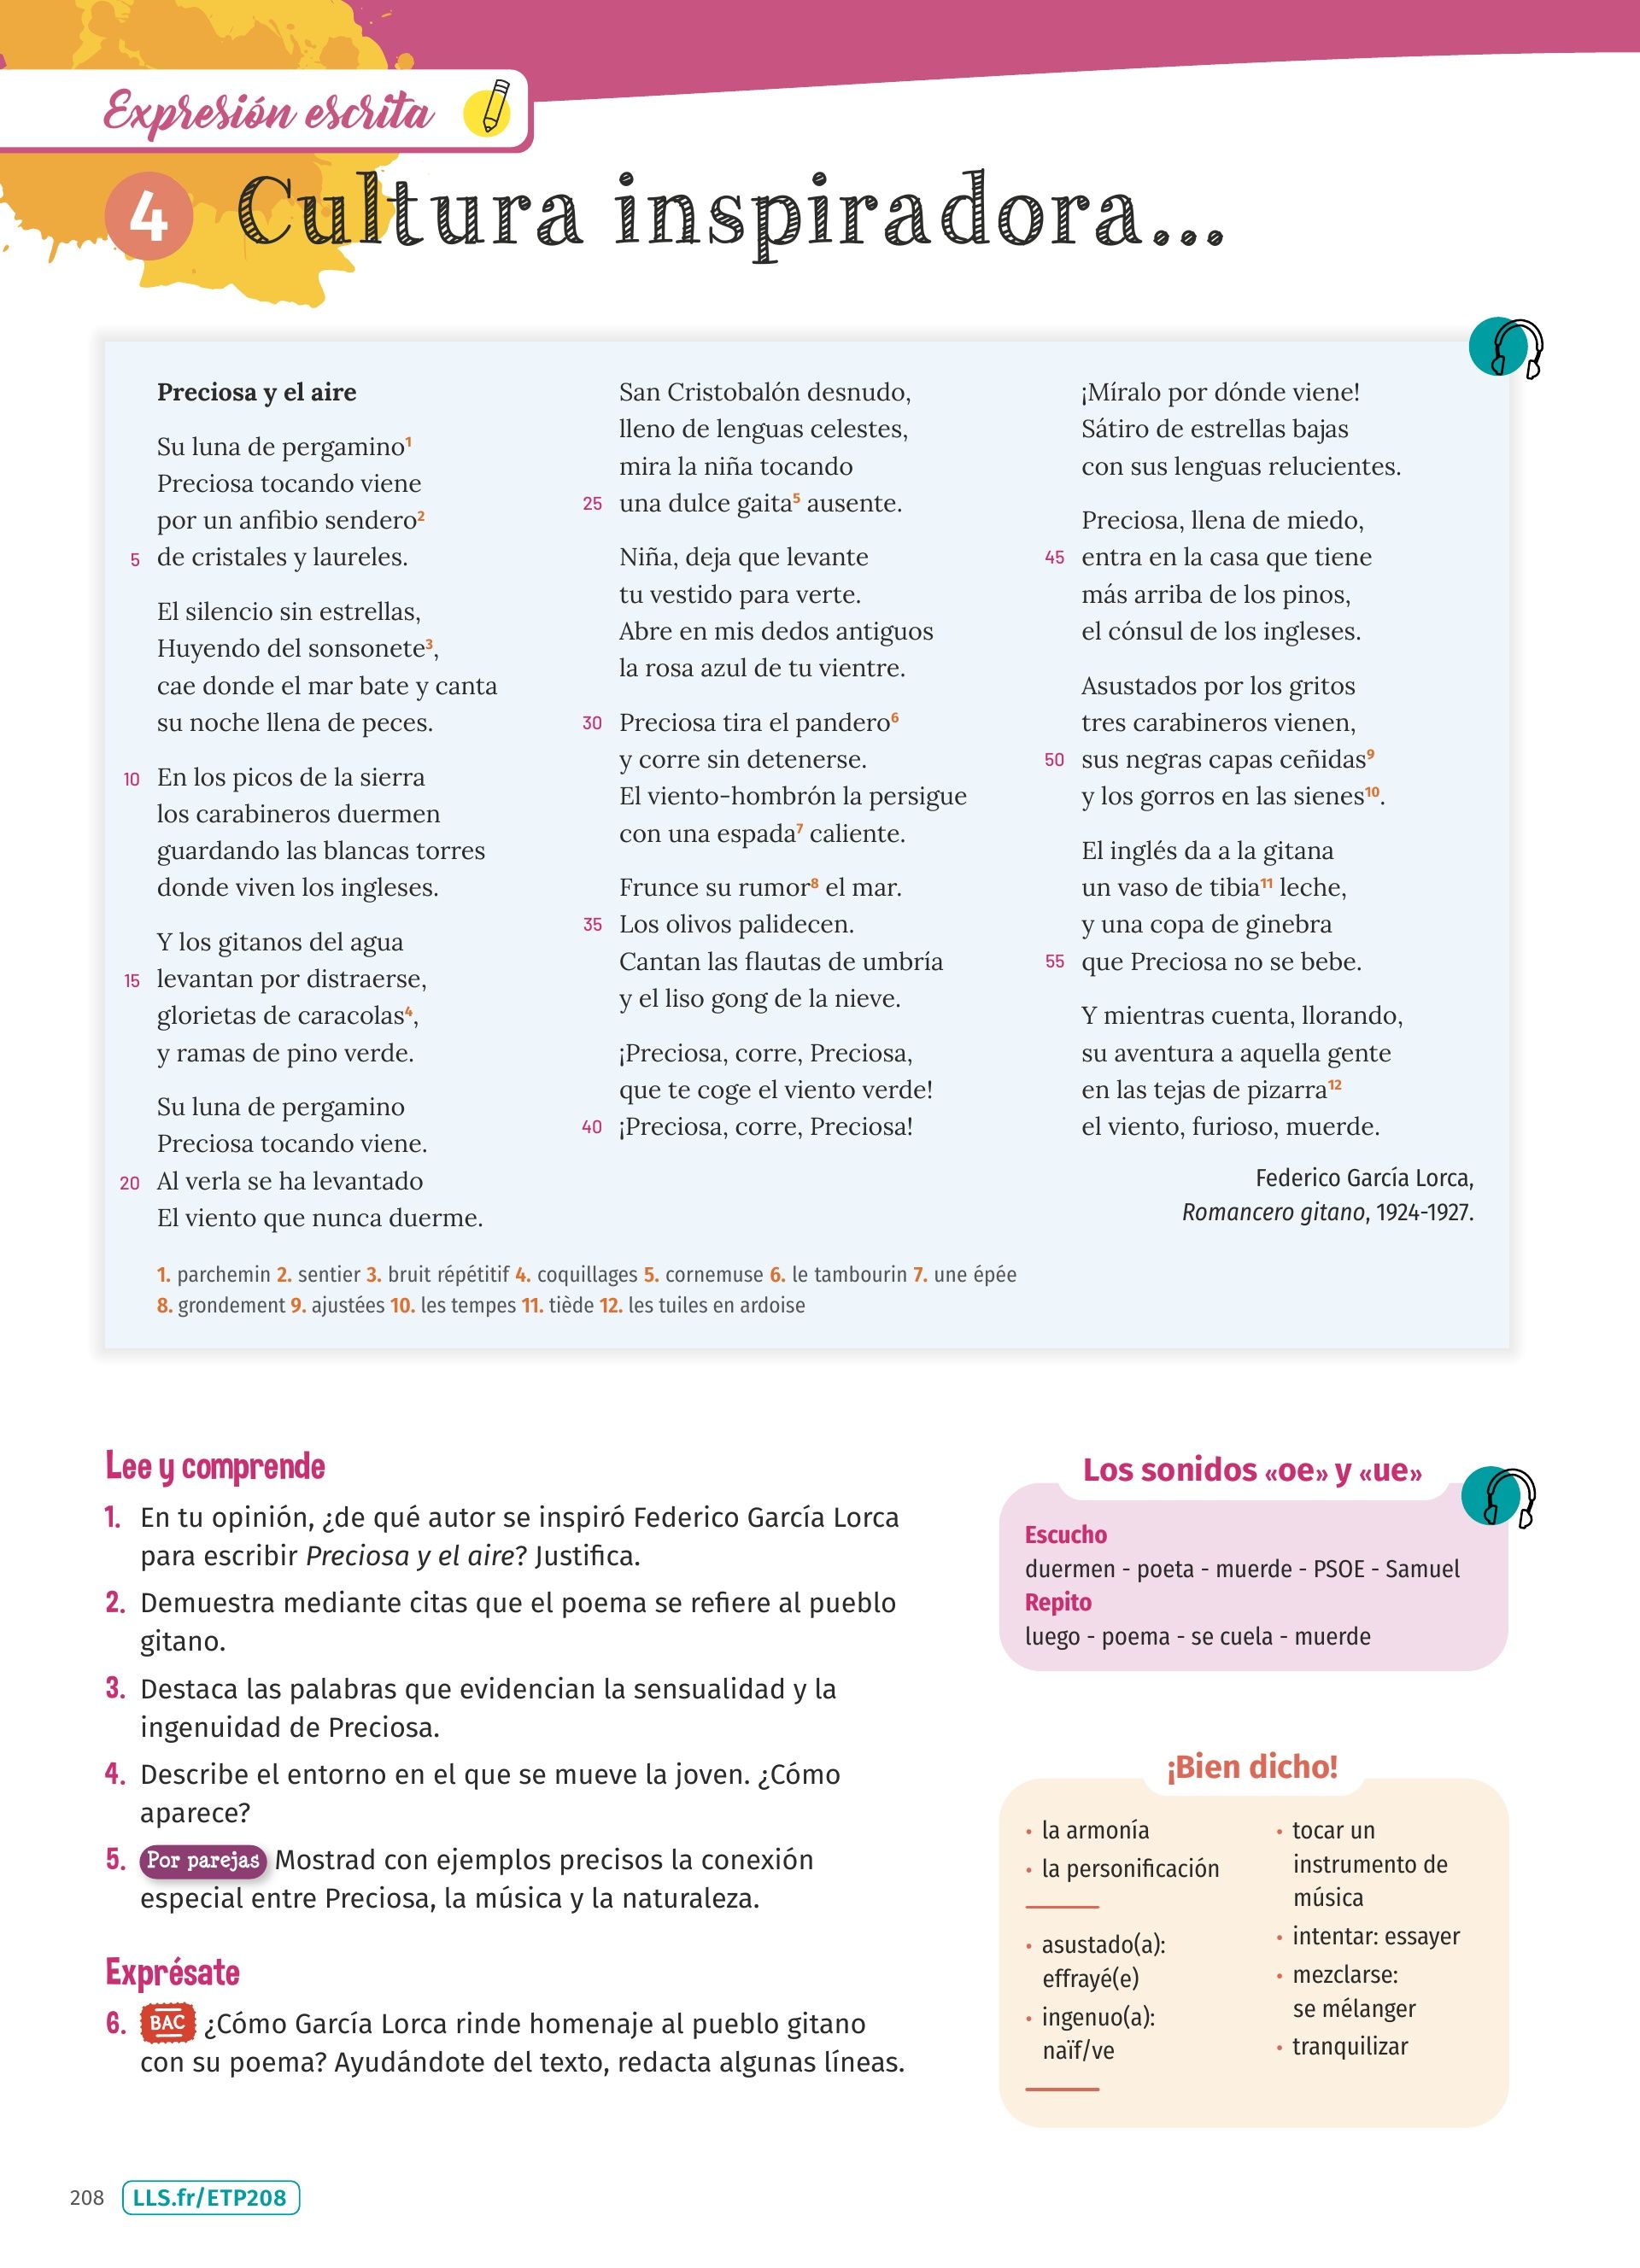 Expresión escrita
4 Cultura inspiradora...
Preciosa y el aire
Su luna de pergamino¹
Preciosa tocando viene
por un anfibio sendero²
5 de cristales y laureles.
El silencio sin estrellas,
Huyendo del sonsonete³,
cae donde el mar bate y canta
su noche llena de peces.
10 En los picos de la sierra
los carabineros duermen
guardando las blancas torres
donde viven los ingleses.
Y los gitanos del agua
15 levantan por distraerse,
glorietas de caracolas⁴,
y ramas de pino verde.
Su luna de pergamino
Preciosa tocando viene.
20 Al verla se ha levantado
El viento que nunca duerme.
San Cristobalón desnudo,
lleno de lenguas celestes,
mira la niña tocando
25 una dulce gaita⁵ ausente.
Niña, deja que levante
tu vestido para verte.
Abre en mis dedos antiguos
la rosa azul de tu vientre.
30 Preciosa tira el pandero⁶
y corre sin detenerse.
El viento-hombrón la persigue
con una espada⁷ caliente.
Frunce su rumor⁸ el mar.
35 Los olivos palidecen.
Cantan las flautas de umbría
y el liso gong de la nieve.
¡Preciosa, corre, Preciosa,
que te coge el viento verde!
40 ¡Preciosa, corre, Preciosa!
¡Míralo por dónde viene!
Sátiro de estrellas bajas
con sus lenguas relucientes.
Preciosa, llena de miedo,
45 entra en la casa que tiene
más arriba de los pinos,
el cónsul de los ingleses.
Asustados por los gritos
tres carabineros vienen,
50 sus negras capas ceñidas⁹
y los gorros en las sienes¹⁰.
El inglés da a la gitana
un vaso de tibia¹¹ leche,
y una copa de ginebra
55 que Preciosa no se bebe.
Y mientras cuenta, llorando,
su aventura a aquella gente
en las tejas de pizarra¹²
el viento, furioso, muerde.
Federico García Lorca,
Romancero gitano, 1924-1927.
1. parchemin 2. sentier 3. bruit répétitif 4. coquillages 5. cornemuse 6. le tambourin 7. une épée
8. grondement 9. ajustées 10. les tempes 11. tiède 12. les tuiles en ardoise
Lee y comprende
1. En tu opinión, ¿de qué autor se inspiró Federico García Lorca
para escribir Preciosa y el aire? Justifica.
2. Demuestra mediante citas que el poema se refiere al pueblo
gitano.
3. Destaca las palabras que evidencian la sensualidad y la
ingenuidad de Preciosa.
4. Describe el entorno en el que se mueve la joven. ¿Cómo
aparece?
5. Por parejas Mostrad con ejemplos precisos la conexión
especial entre Preciosa, la música y la naturaleza.
Exprésate
6. BAC ¿Cómo García Lorca rinde homenaje al pueblo gitano
con su poema? Ayudándote del texto, redacta algunas líneas.
Los sonidos «oe» y «ue»
Escucho
duermen - poeta - muerde - PSOE - Samuel
Repito
luego - poema - se cuela - muerde
¡Bien dicho!
• la armonía
• la personificación
• asustado(a):
effrayé(e)
• ingenuo(a):
naïf/ve
• tocar un
instrumento de
música
• intentar: essayer
• mezclarse:
se mélanger
• tranquilizar
208 LLS.fr/ETP208